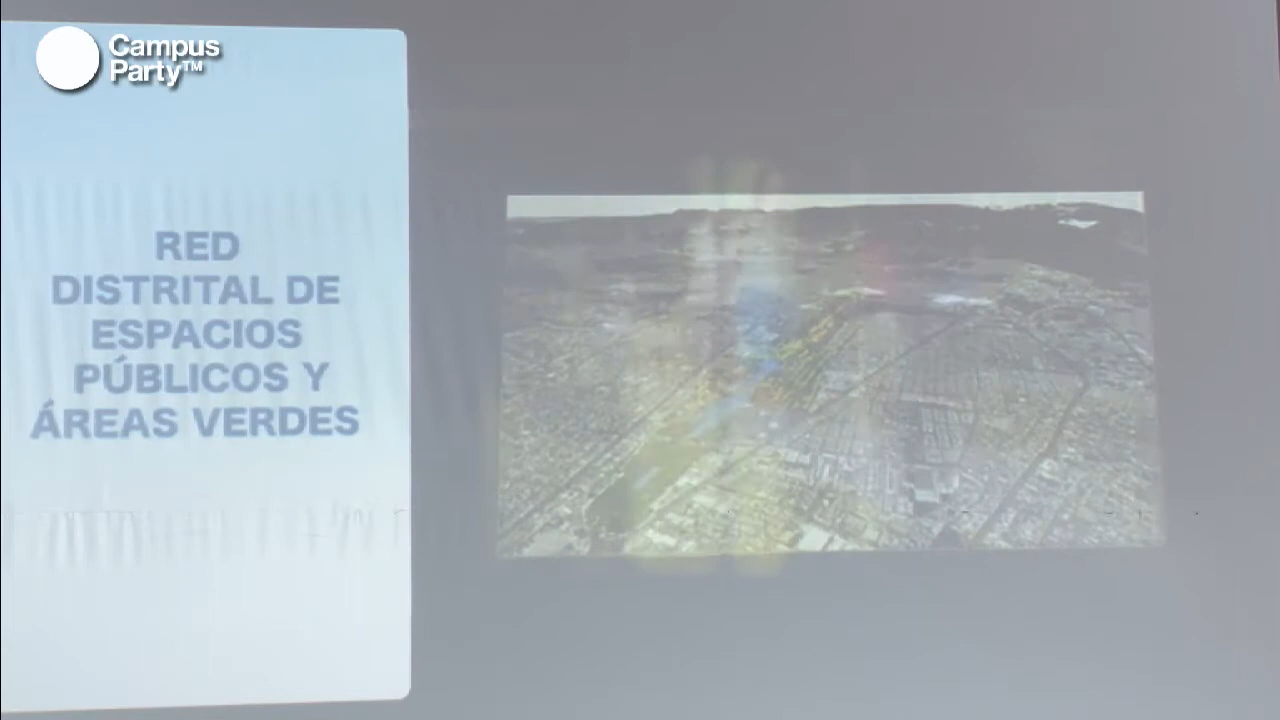 Campus
Party™
RED
DISTRITAL DE
ESPACIOS
PÚBLICOS Y
ÁREAS VERDES